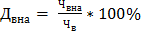 Двна = Чвна / Чв * 100%